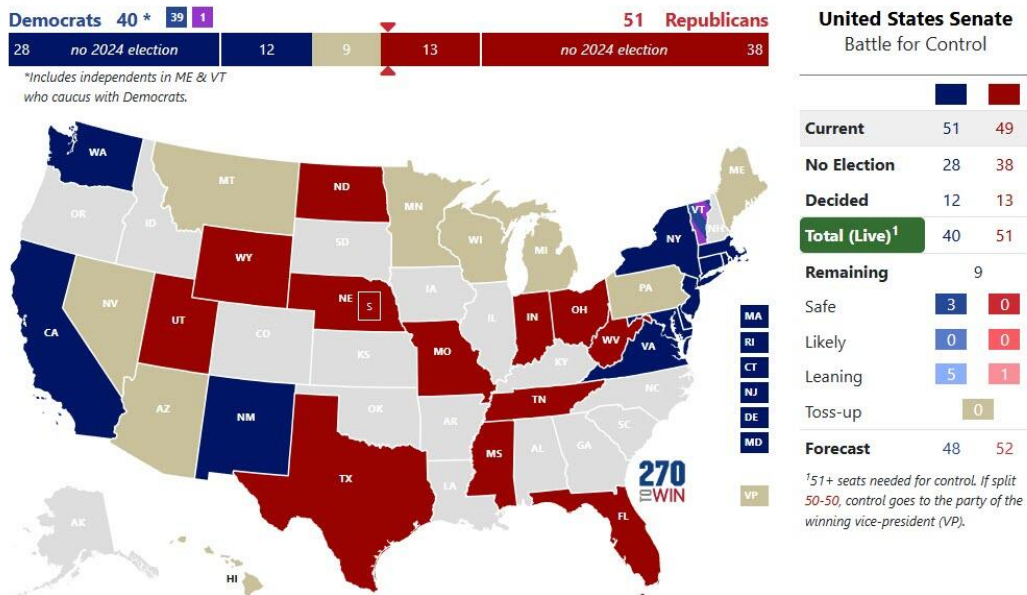 Democrats 40 * 39 1
51 Republicans
28 no 2024 election 12 9 13 no 2024 election 38
*Includes independents in ME & VT
who caucus with Democrats.
WA
OR
ID
MT
ND
MN
SD
WY
WI
MI
ME
VT
NH
NY
NV
UT
CA
CO
NE S
IA
IL
IN
OH
PA
WV
VA
KS
MO
KY
NC
TN
AZ
NM
OK
AR
SC
MS
AL
GA
TX
LA
FL
AK
HI
MA
RI
CT
NJ
DE
MD
VP
270
TO WIN
United States Senate
Battle for Control
Current 51 49
No Election 28 38
Decided 12 13
Total (Live)¹ 40 51
Remaining 9
Safe 3 0
Likely 0 0
Leaning 5 1
Toss-up 0
Forecast 48 52
¹51+ seats needed for control. If split
50-50, control goes to the party of the
winning vice-president (VP).